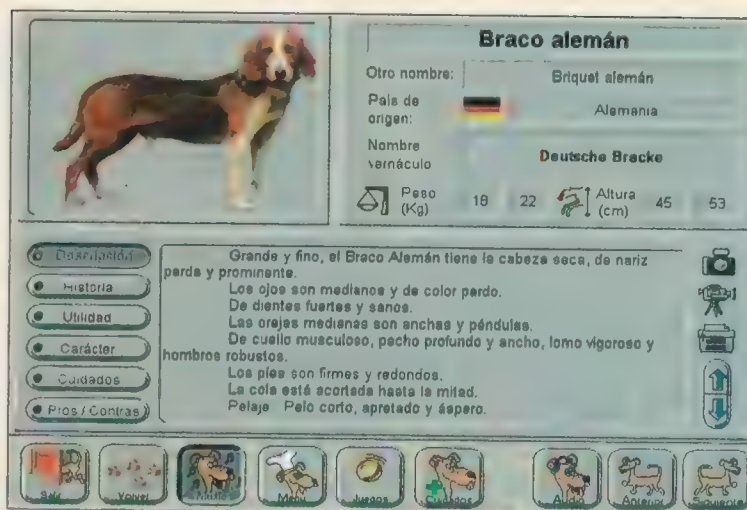 Braco alemán
Otro nombre: Briquet alemán
País de origen: Alemania
Nombre vernáculo Deutsche Bracke
Peso (Kg) 18 22 Altura (cm) 45 53
Descripción
Historia
Utilidad
Carácter
Cuidados
Pros / Contras
Grande y fino, el Braco Alemán tiene la cabeza seca, de nariz
parda y prominente.
Los ojos son medianos y de color pardo.
De dientes fuertes y sanos.
Las orejas medianas son anchas y péndulas.
De cuello musculoso, pecho profundo y ancho, lomo vigoroso y
hombros robustos.
Los pies son firmes y redondos.
La cola está acortada hasta la mitad.
Pelaje Pelo corto, apretado y áspero.
Salir Volver Música Menú Juegos Cuidados Audio Anterior Siguiente